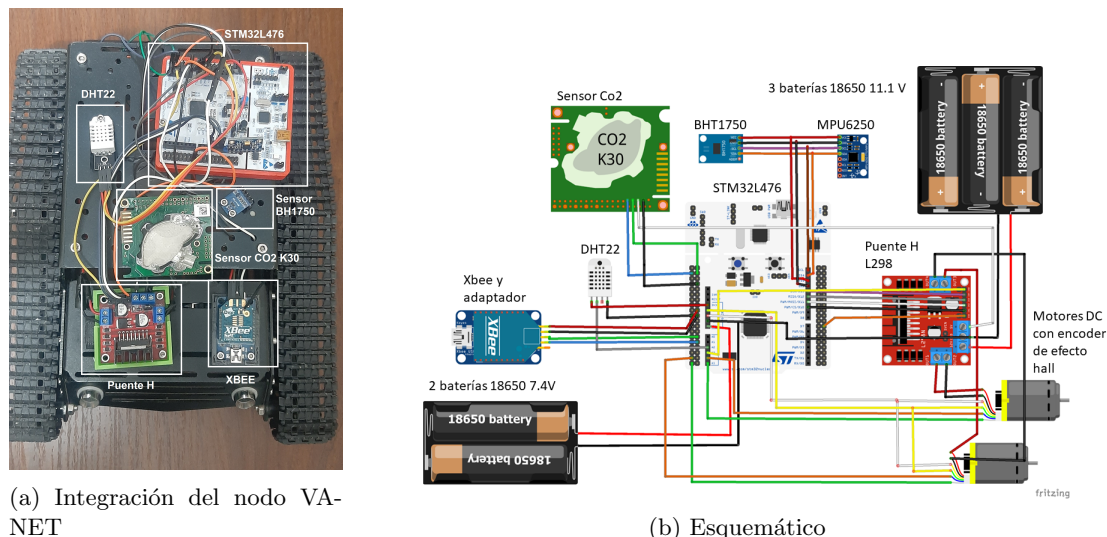 STM32L476
DHT22
Sensor
BH1750
Sensor CO2 K30
Puente H
XBEE
XBee
(a) Integración del nodo VA-
NET
Sensor Co2
CO2
K30
BHT1750
MPU6250
3 baterías 18650 11.1 V
18650 battery
18650 battery
18650 battery
STM32L476
DHT22
Xbee y
adaptador
XBee
Puente H
L298
Motores DC
con encoder
de efecto
hall
2 baterías 18650 7.4V
18650 battery
18650 battery
fritzing
(b) Esquemático